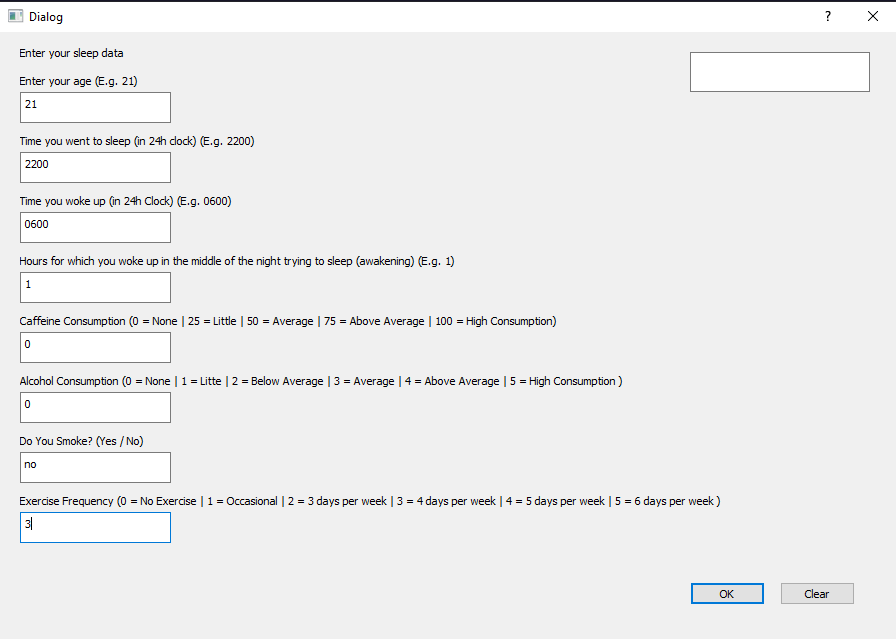 Dialog
?
Enter your sleep data
Enter your age (E.g. 21)
21
Time you went to sleep (in 24h clock) (E.g. 2200)
2200
Time you woke up (in 24h Clock) (E.g. 0600)
0600
Hours for which you woke up in the middle of the night trying to sleep (awakening) (E.g. 1)
1
Caffeine Consumption (0 = None | 25 = Little | 50 = Average | 75 = Above Average | 100 = High Consumption)
0
Alcohol Consumption (0 = None | 1 = Litte | 2 = Below Average | 3 = Average | 4 = Above Average | 5 = High Consumption )
0
Do You Smoke? (Yes / No)
no
Exercise Frequency (0 = No Exercise | 1 = Occasional | 2 = 3 days per week | 3 = 4 days per week | 4 = 5 days per week | 5 = 6 days per week )
3
OK Clear